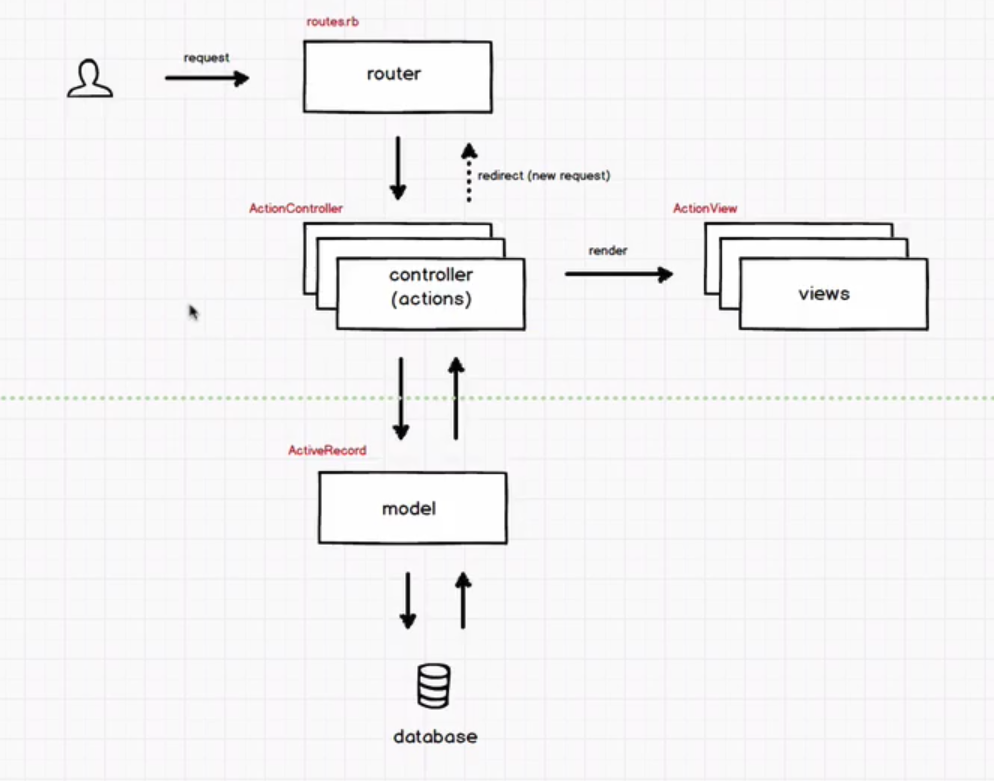 routes.rb
request
router
redirect (new request)
ActionController
ActionView
render
controller
(actions)
views
ActiveRecord
model
database